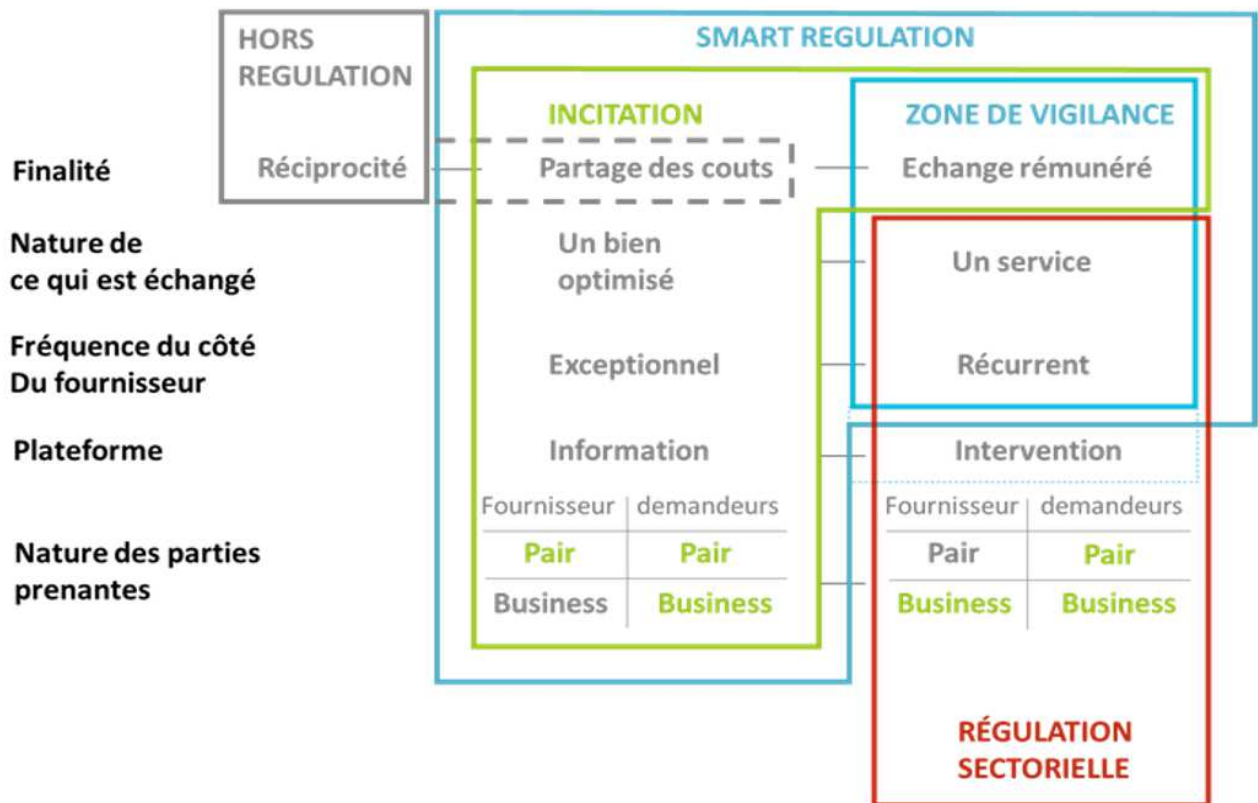 HORS
REGULATION
SMART REGULATION
INCITATION
ZONE DE VIGILANCE
Finalité
Réciprocité
Partage des couts
Echange rémunéré
Nature de
ce qui est échangé
Un bien
optimisé
Un service
Fréquence du côté
Du fournisseur
Exceptionnel
Récurrent
Plateforme
Information
Intervention
Nature des parties
prenantes
Fournisseur demandeurs
Pair Pair
Business Business
Fournisseur demandeurs
Pair Pair
Business Business
RÉGULATION
SECTORIELLE